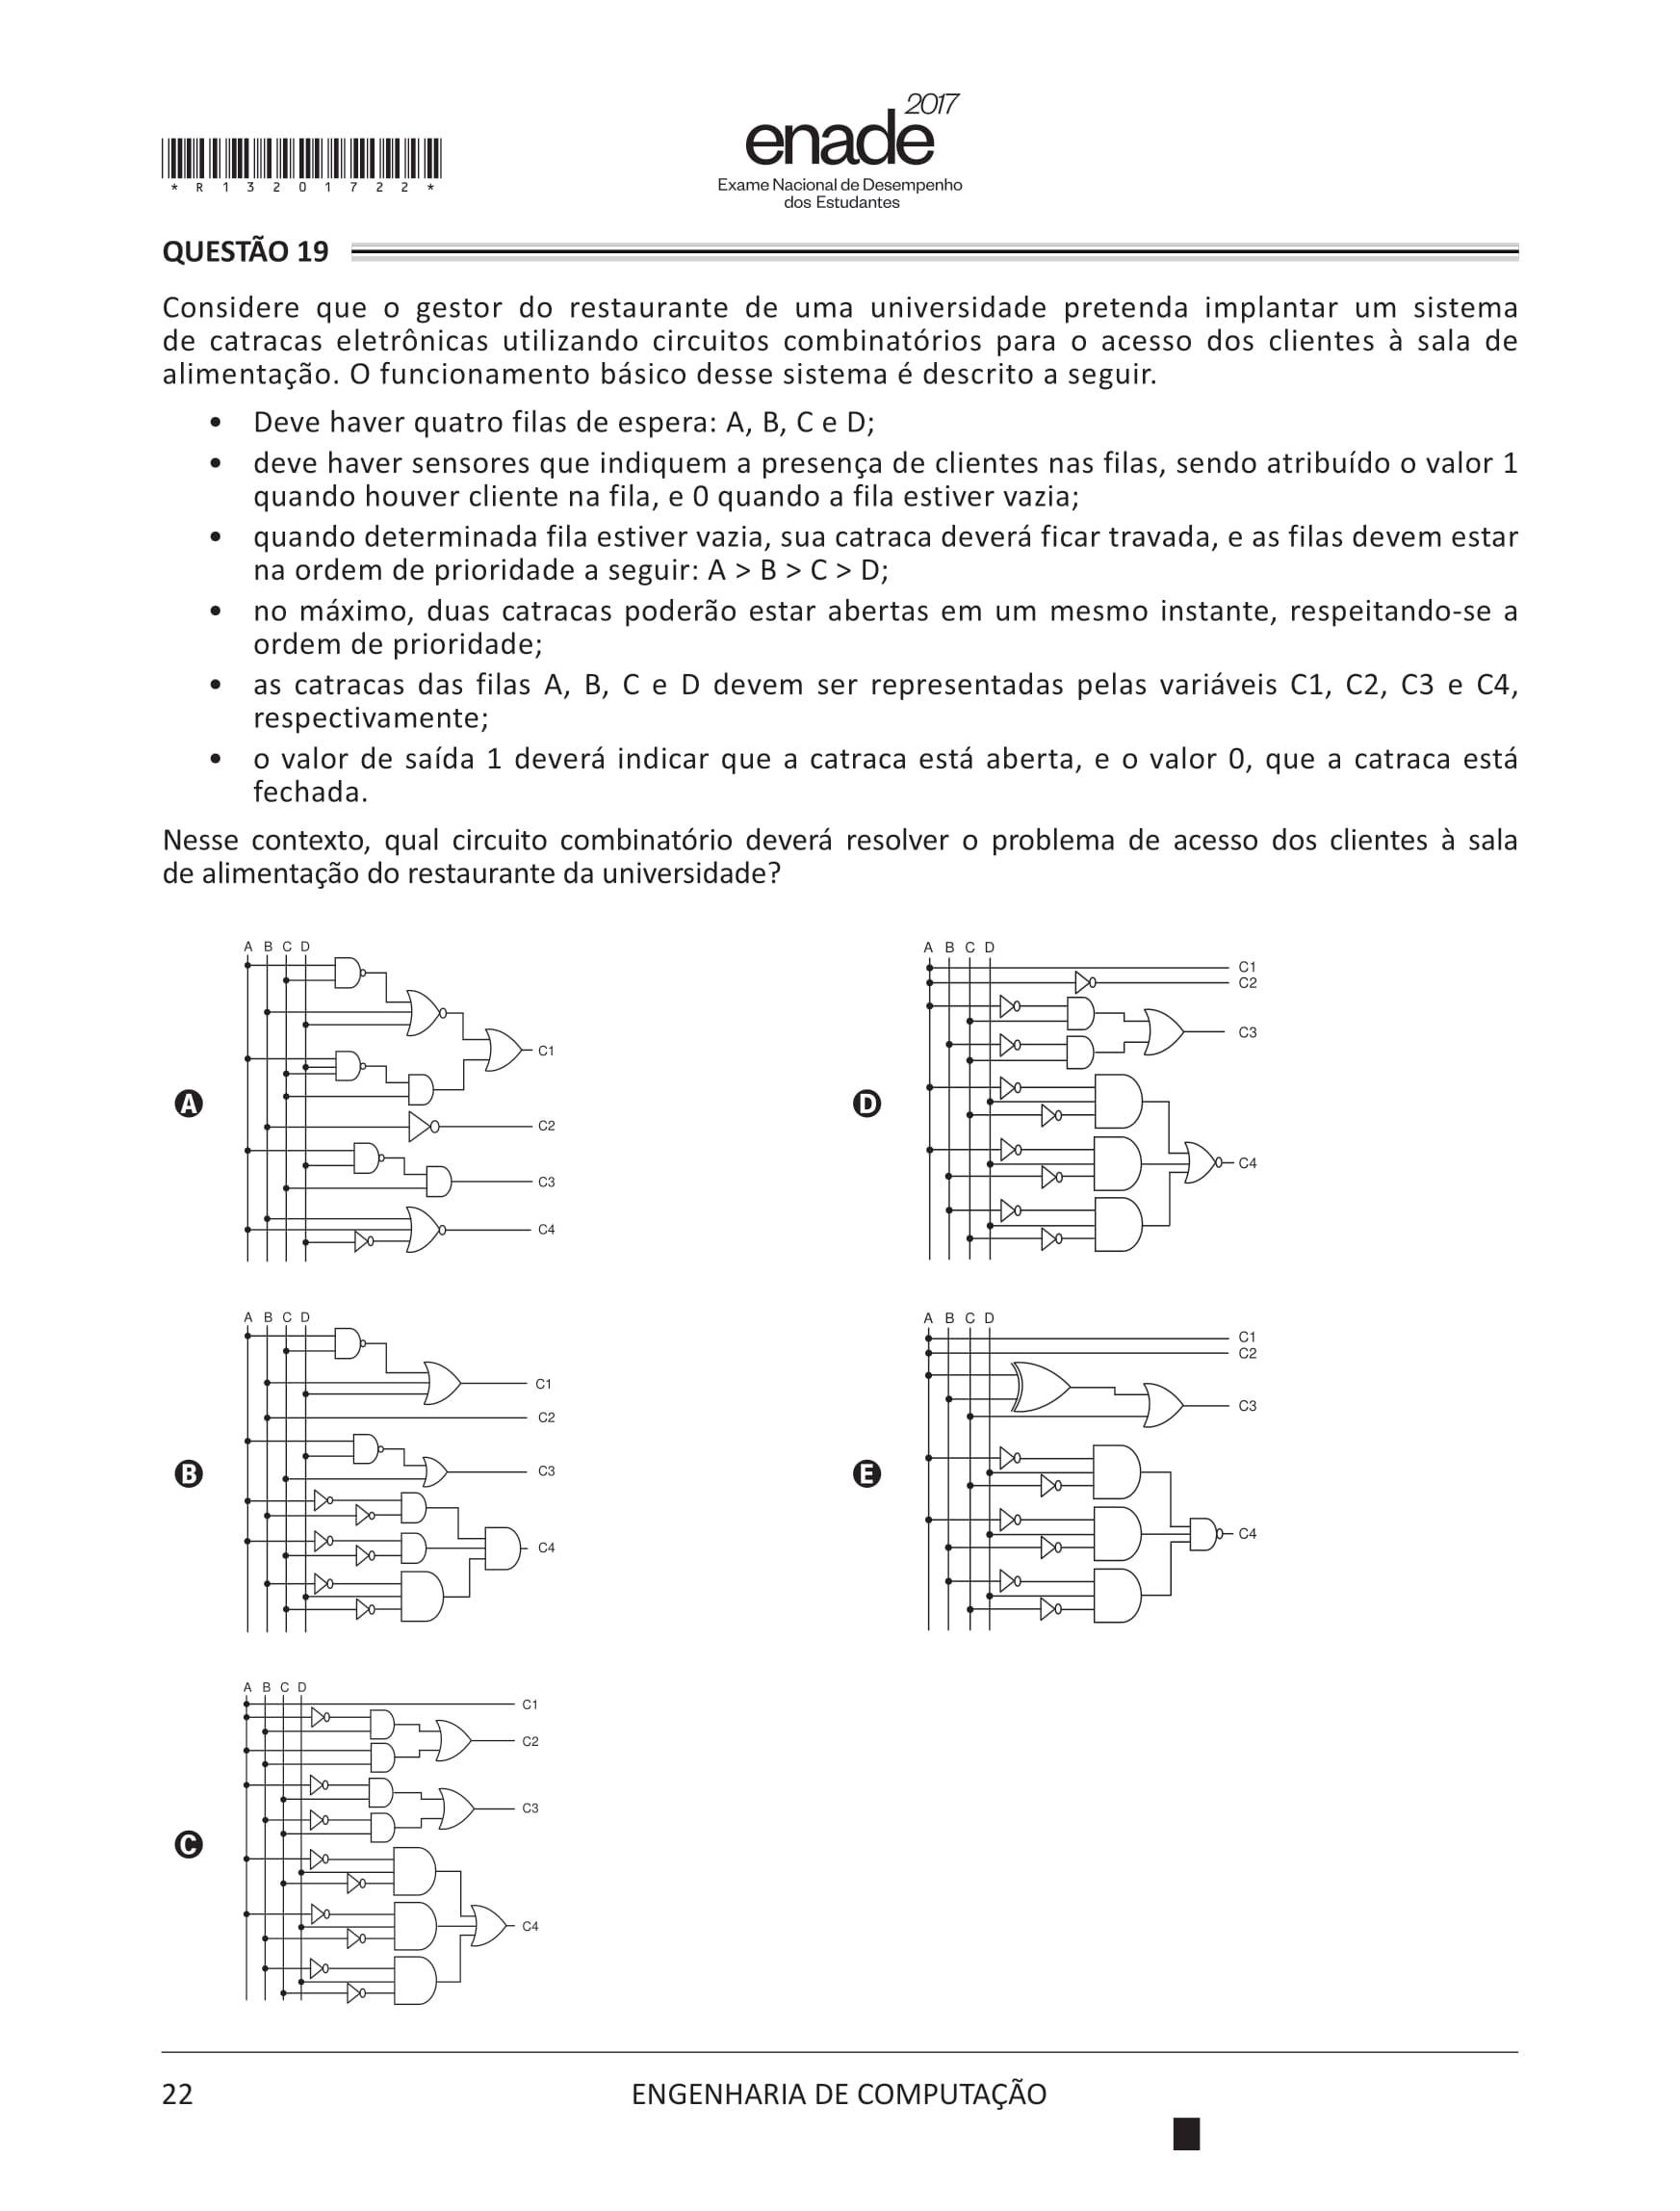 2017
enade
Exame Nacional de Desempenho
dos Estudantes
* R 1 3 2 0 1 7 2 2 *
QUESTÃO 19
Considere que o gestor do restaurante de uma universidade pretenda implantar um sistema
de catracas eletrônicas utilizando circuitos combinatórios para o acesso dos clientes à sala de
alimentação. O funcionamento básico desse sistema é descrito a seguir.
• Deve haver quatro filas de espera: A, B, C e D;
• deve haver sensores que indiquem a presença de clientes nas filas, sendo atribuído o valor 1
quando houver cliente na fila, e 0 quando a fila estiver vazia;
• quando determinada fila estiver vazia, sua catraca deverá ficar travada, e as filas devem estar
na ordem de prioridade a seguir: A > B > C > D;
• no máximo, duas catracas poderão estar abertas em um mesmo instante, respeitando-se a
ordem de prioridade;
• as catracas das filas A, B, C e D devem ser representadas pelas variáveis C1, C2, C3 e C4,
respectivamente;
• o valor de saída 1 deverá indicar que a catraca está aberta, e o valor 0, que a catraca está
fechada.
Nesse contexto, qual circuito combinatório deverá resolver o problema de acesso dos clientes à sala
de alimentação do restaurante da universidade?
A B C D
C1
A
C2
C3
C4
A B C D
C1
C2
B
C3
C4
A B C D
C1
C2
C3
C
C4
A B C D
C1
C2
C3
D
C4
A B C D
C1
C2
C3
E
C4
22
ENGENHARIA DE COMPUTAÇÃO